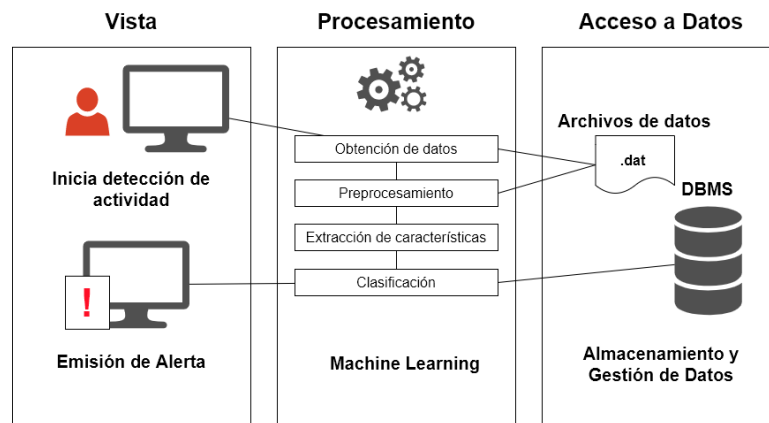 Vista
Procesamiento
Acceso a Datos
Inicia detección de
actividad
!
Emisión de Alerta
Obtención de datos
Preprocesamiento
Extracción de características
Clasificación
Machine Learning
Archivos de datos
.dat
DBMS
Almacenamiento y
Gestión de Datos